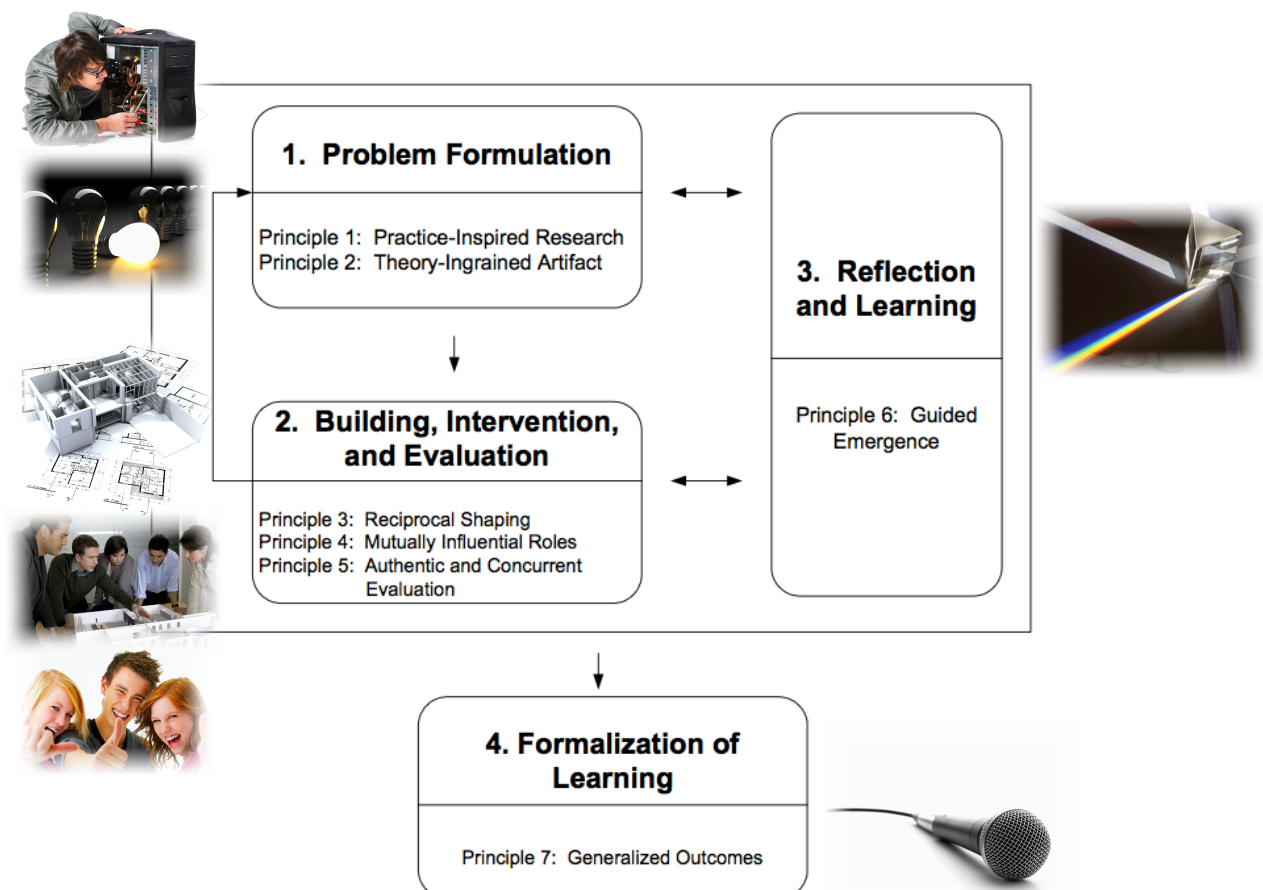 1. Problem Formulation
Principle 1: Practice-Inspired Research
Principle 2: Theory-Ingrained Artifact
2. Building, Intervention,
and Evaluation
Principle 3: Reciprocal Shaping
Principle 4: Mutually Influential Roles
Principle 5: Authentic and Concurrent
Evaluation
3. Reflection
and Learning
Principle 6: Guided
Emergence
4. Formalization of
Learning
Principle 7: Generalized Outcomes